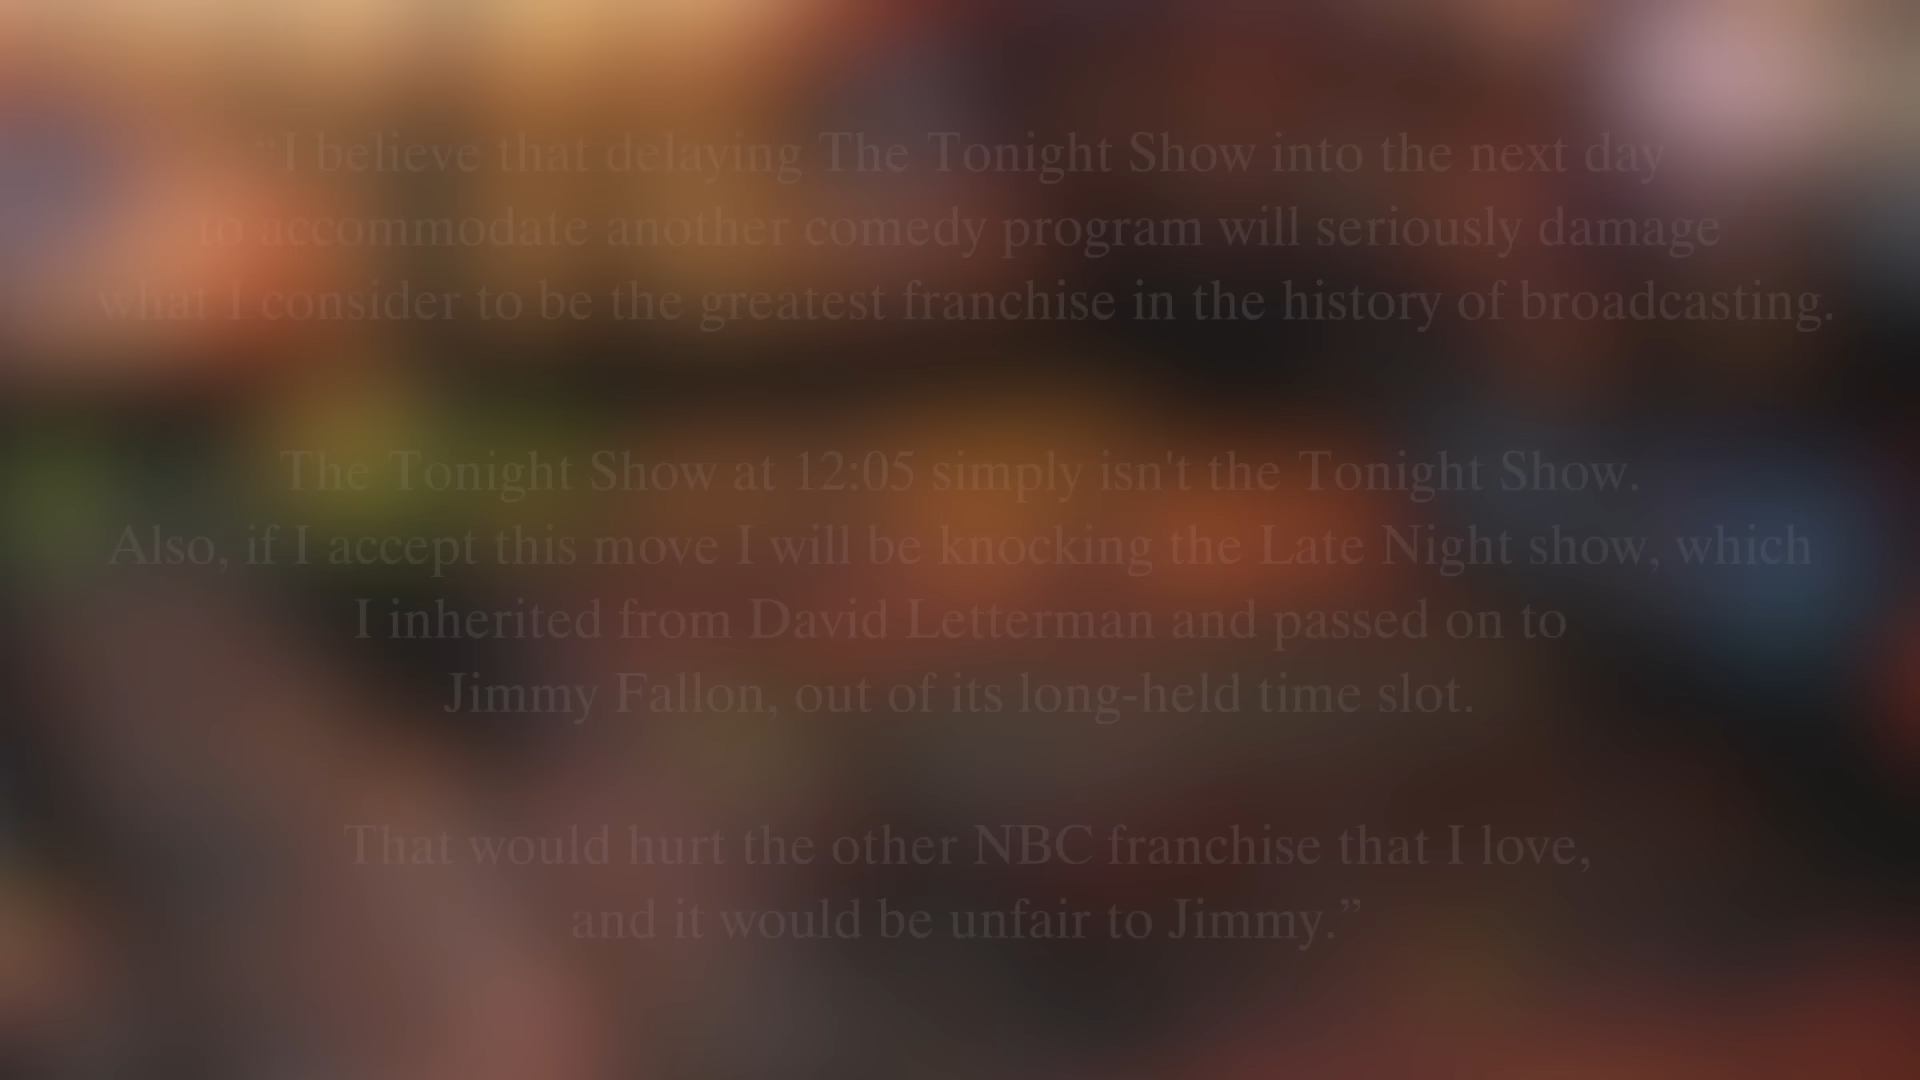 “I believe that delaying The Tonight Show into the next day
to accommodate another comedy program will seriously damage
what I consider to be the greatest franchise in the history of broadcasting.
The Tonight Show at 12:05 simply isn't the Tonight Show.
Also, if I accept this move I will be knocking the Late Night show, which
I inherited from David Letterman and passed on to
Jimmy Fallon, out of its long-held time slot.
That would hurt the other NBC franchise that I love,
and it would be unfair to Jimmy.”